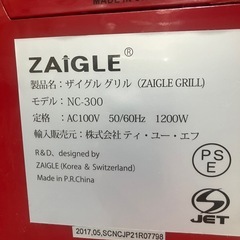 MADE IN P.R
ZAiGLE®
製品名：ザイグル グリル（ZAIGLE GRILL）
モデル：NC-300
定格 ： AC100V 50/60Hz 1200W
輸入販売元：株式会社 ティ・ユー・エフ
R&D、designed by
ZAIGLE (Korea & Switzerland)
Made in P.R.China
PSE
S JET
2017,05,SCNCJP21R07798